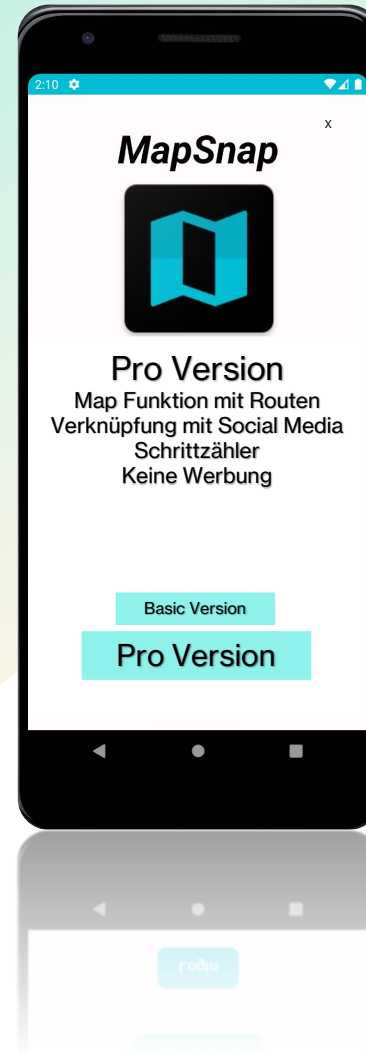 2:10
x
MapSnap
Pro Version
Map Funktion mit Routen
Verknüpfung mit Social Media
Schrittzähler
Keine Werbung
Basic Version
Pro Version
Login